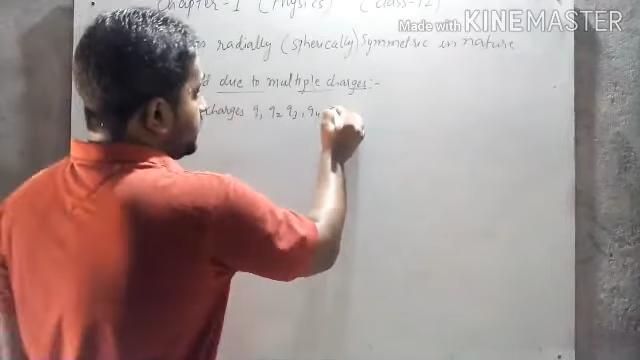 Made with KINEMASTER
Chapter-1 (Physics) (Class-12)
radially (spherically) symmetric in nature
due to multiple charges:-
charges q₁ q₂ q₃, q₄